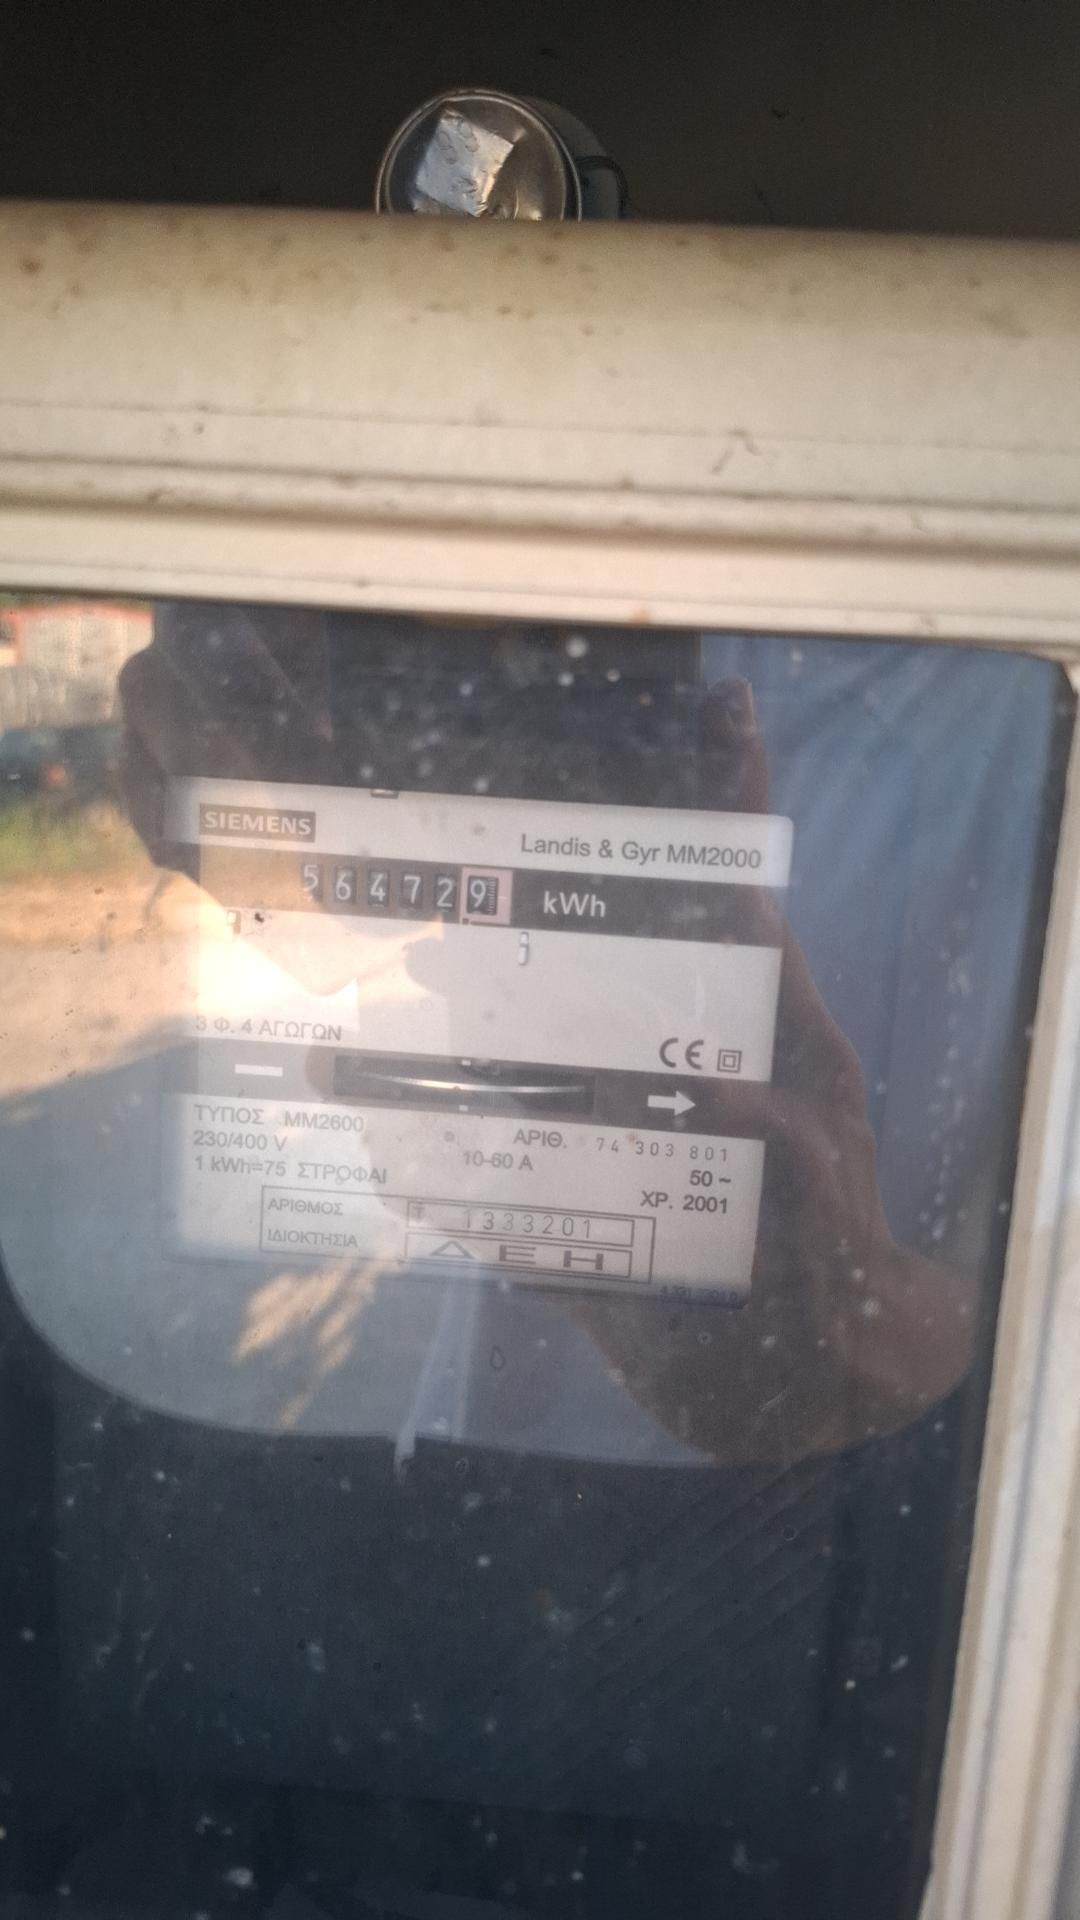 SIEMENS
Landis & Gyr MM2000
564729 kWh
3 Φ. 4 ΑΓΩΓΩΝ
CE
ΤΥΠΟΣ MM2600
ΑΡΙΘ. 74 303 801
230/400 V
10-60 A
50 ~
1 kWh=75 ΣΤΡΟΦΑΙ
ΧΡ. 2001
ΑΡΙΘΜΟΣ
1333201
ΙΔΙΟΚΤΗΣΙΑ
ΔΕΗ